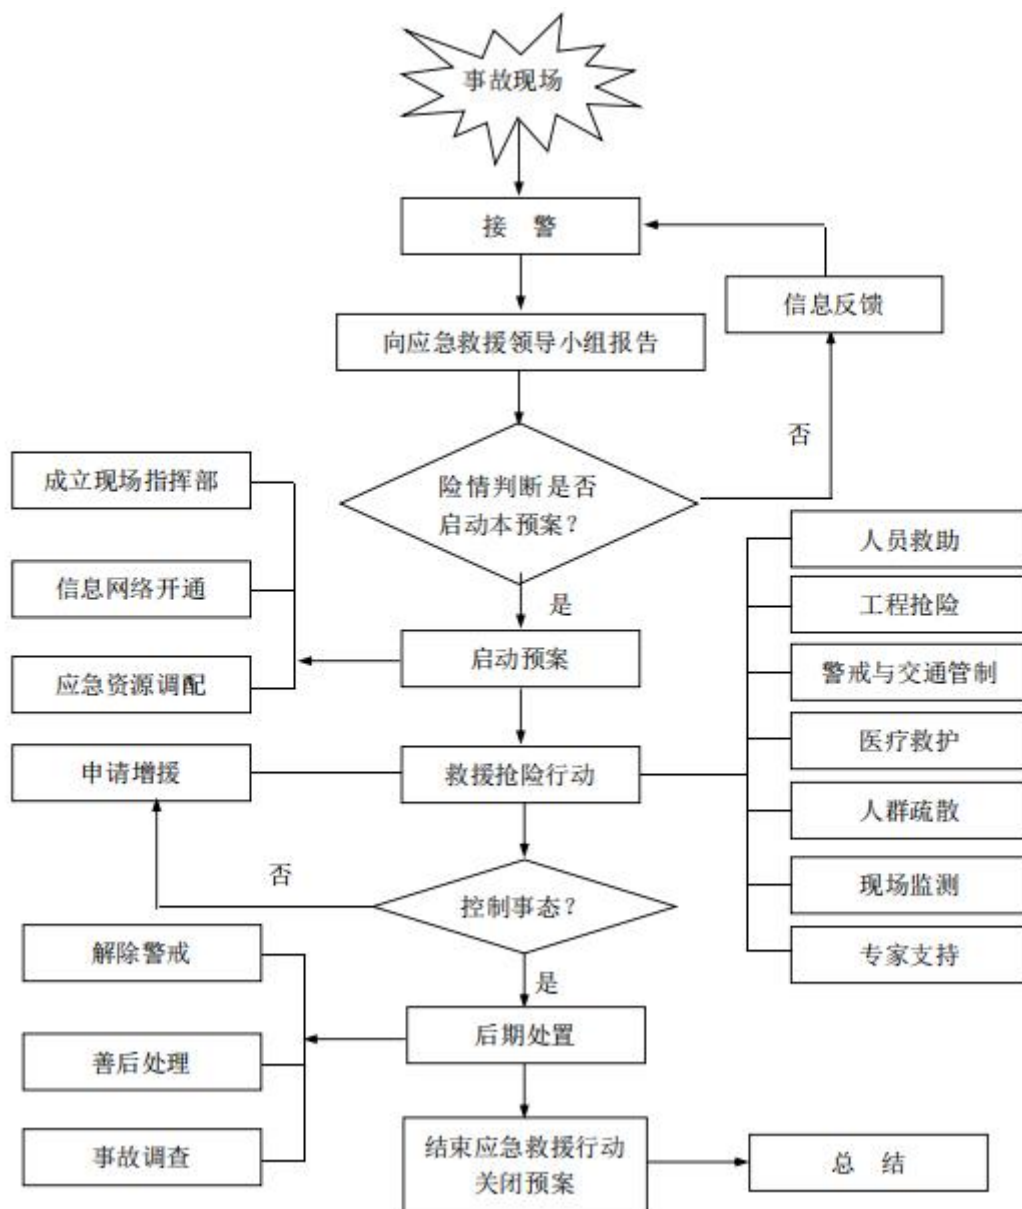 事故现场
接 警
信息反馈
向应急救援领导小组报告
否
成立现场指挥部
险情判断是否
启动本预案？
人员救助
信息网络开通
是
工程抢险
启动预案
警戒与交通管制
应急资源调配
医疗救护
申请增援
救援抢险行动
人群疏散
否
控制事态？
现场监测
解除警戒
专家支持
是
后期处置
善后处理
结束应急救援行动
关闭预案
事故调查
总 结